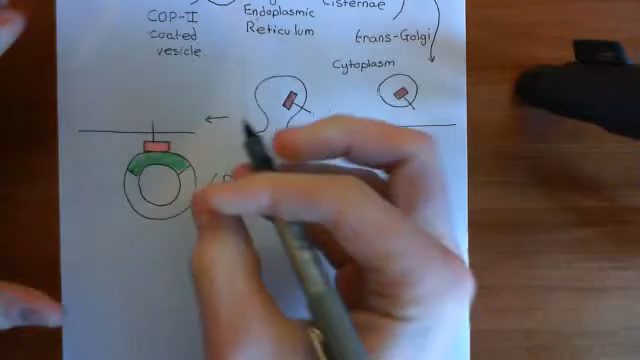 Cisternae
COP-II
coated
vesicle
Endoplasmic
Reticulum
trans-Golgi
Cytoplasm